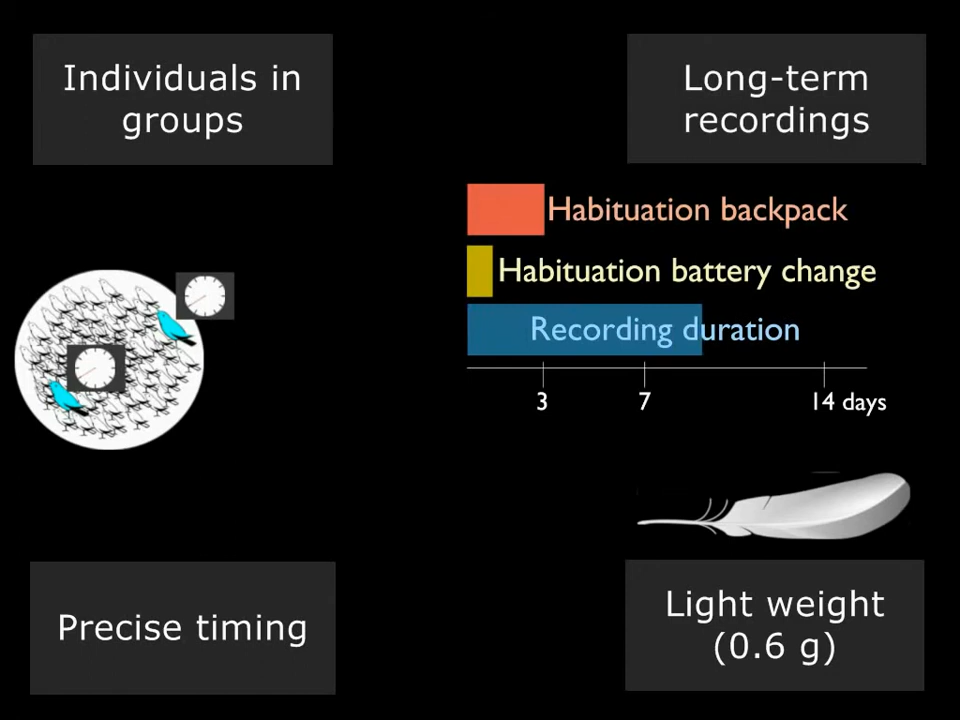 Individuals in
groups
Long-term
recordings
Habituation backpack
Habituation battery change
Recording duration
3 7 14 days
Precise timing
Light weight
(0.6 g)